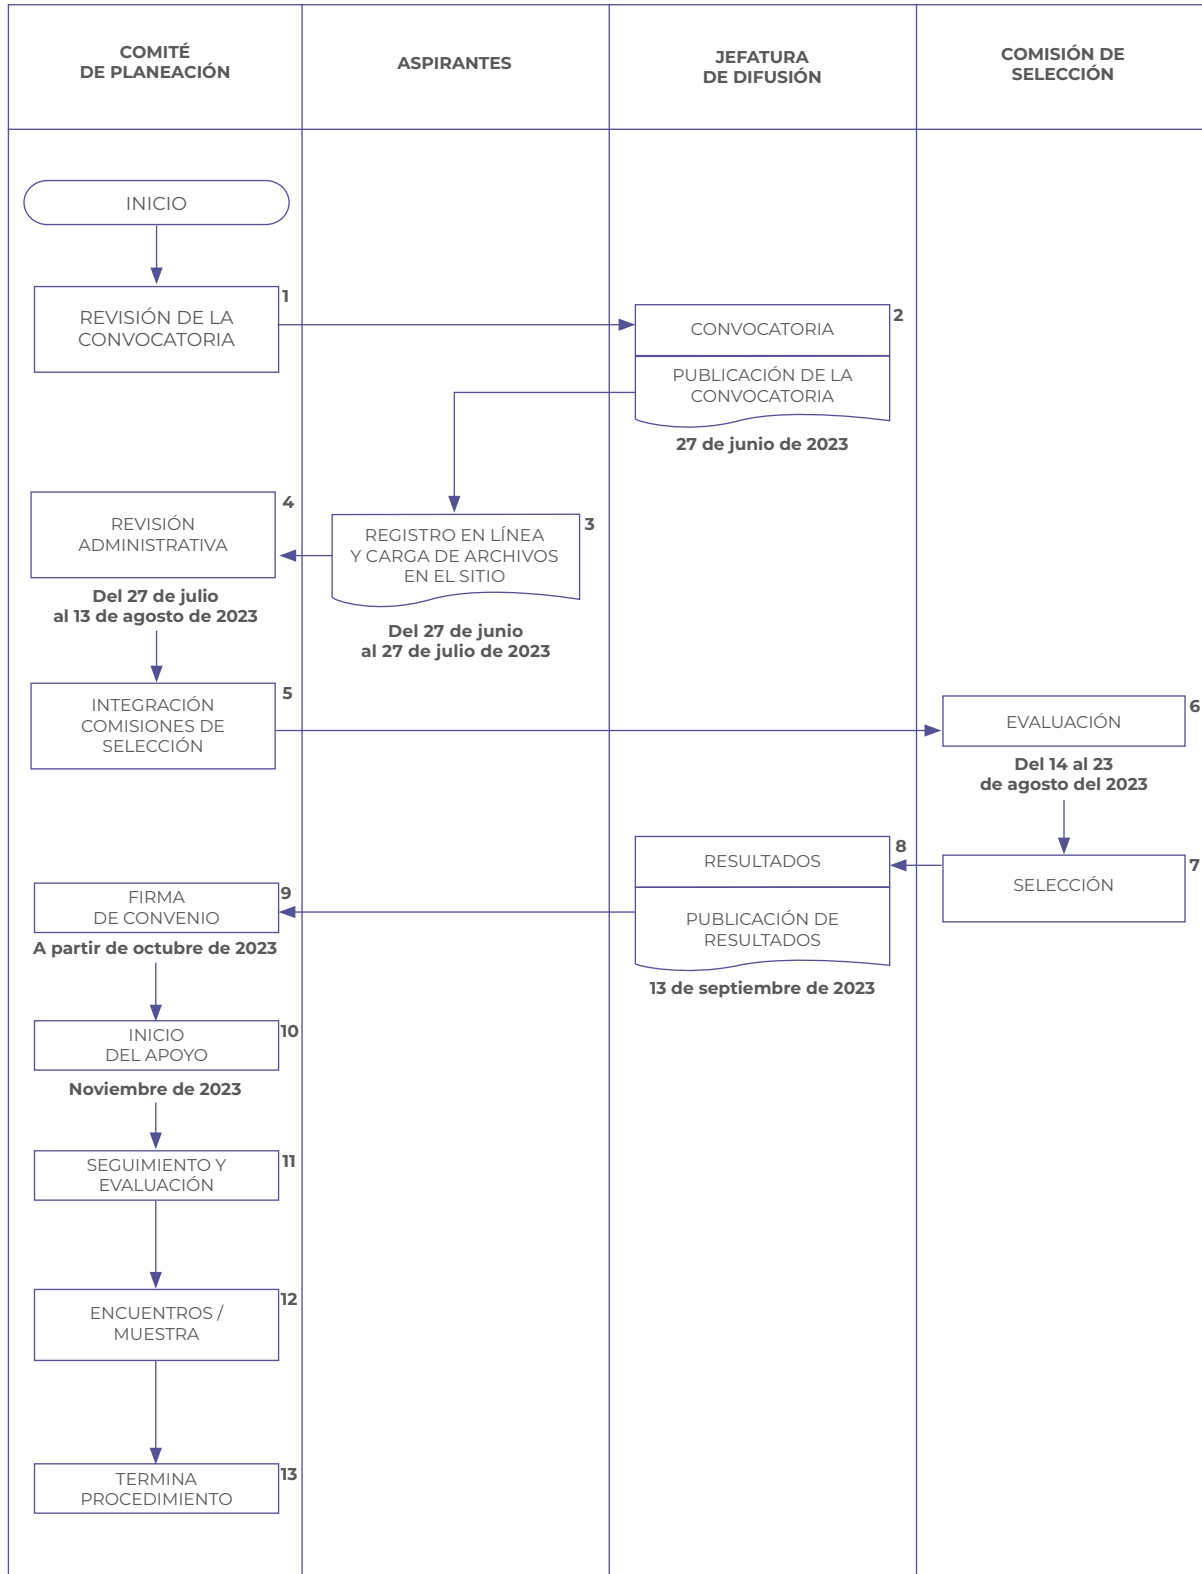 COMITÉ
DE PLANEACIÓN
ASPIRANTES
JEFATURA
DE DIFUSIÓN
COMISIÓN DE
SELECCIÓN
INICIO
1
REVISIÓN DE LA
CONVOCATORIA
2
CONVOCATORIA
PUBLICACIÓN DE LA
CONVOCATORIA
27 de junio de 2023
3
REGISTRO EN LÍNEA
Y CARGA DE ARCHIVOS
EN EL SITIO
Del 27 de junio
al 27 de julio de 2023
4
REVISIÓN
ADMINISTRATIVA
Del 27 de julio
al 13 de agosto de 2023
5
INTEGRACIÓN
COMISIONES DE
SELECCIÓN
6
EVALUACIÓN
Del 14 al 23
de agosto del 2023
7
SELECCIÓN
8
RESULTADOS
PUBLICACIÓN DE
RESULTADOS
13 de septiembre de 2023
9
FIRMA
DE CONVENIO
A partir de octubre de 2023
10
INICIO
DEL APOYO
Noviembre de 2023
11
SEGUIMIENTO Y
EVALUACIÓN
12
ENCUENTROS /
MUESTRA
13
TERMINA
PROCEDIMIENTO